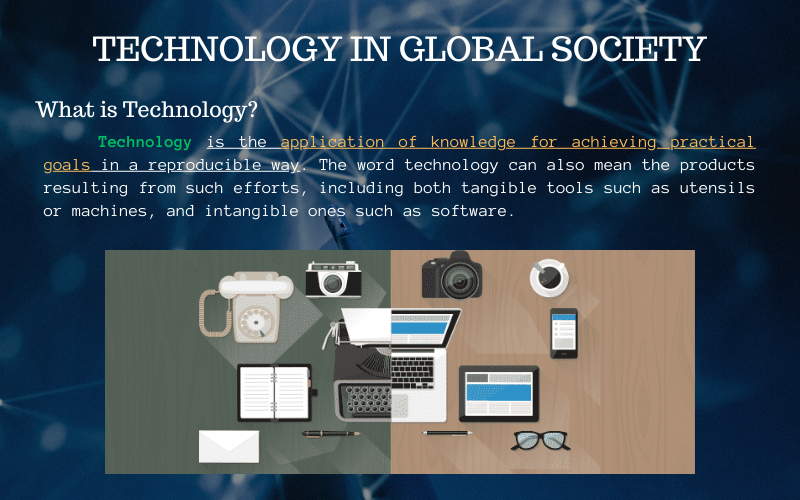 TECHNOLOGY IN GLOBAL SOCIETY
What is Technology?
Technology is the application of knowledge for achieving practical
goals in a reproducible way. The word technology can also mean the products
resulting from such efforts, including both tangible tools such as utensils
or machines, and intangible ones such as software.